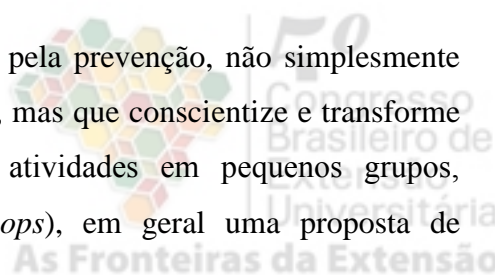 pela prevenção, não simplesmente
, mas que conscientize e transforme
atividades em pequenos grupos,
ops), em geral uma proposta de
5º
Congresso
Brasileiro de
Extensão
Universitária
As Fronteiras da Extensão